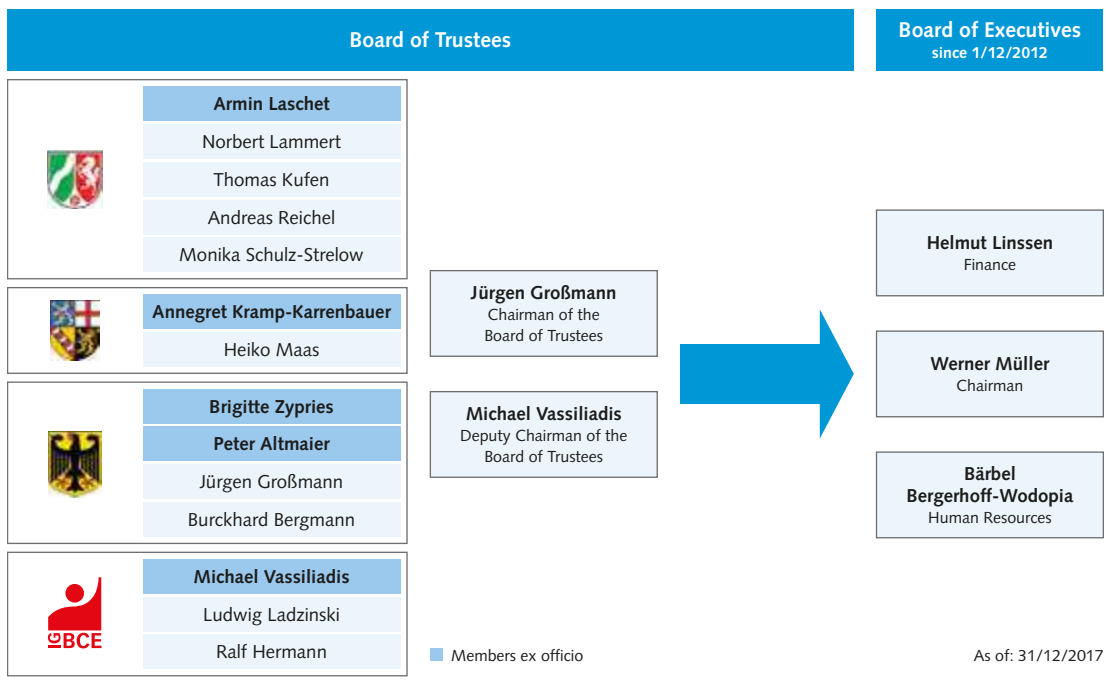 Board of Trustees
Armin Laschet
Norbert Lammert
Thomas Kufen
Andreas Reichel
Monika Schulz-Strelow
Annegret Kramp-Karrenbauer
Heiko Maas
Brigitte Zypries
Peter Altmaier
Jürgen Großmann
Burckhard Bergmann
IGBCE
Michael Vassiliadis
Ludwig Ladzinski
Ralf Hermann
Jürgen Großmann
Chairman of the
Board of Trustees
Michael Vassiliadis
Deputy Chairman of the
Board of Trustees
Members ex officio
Board of Executives
since 1/12/2012
Helmut Linssen
Finance
Werner Müller
Chairman
Bärbel
Bergerhoff-Wodopia
Human Resources
As of: 31/12/2017